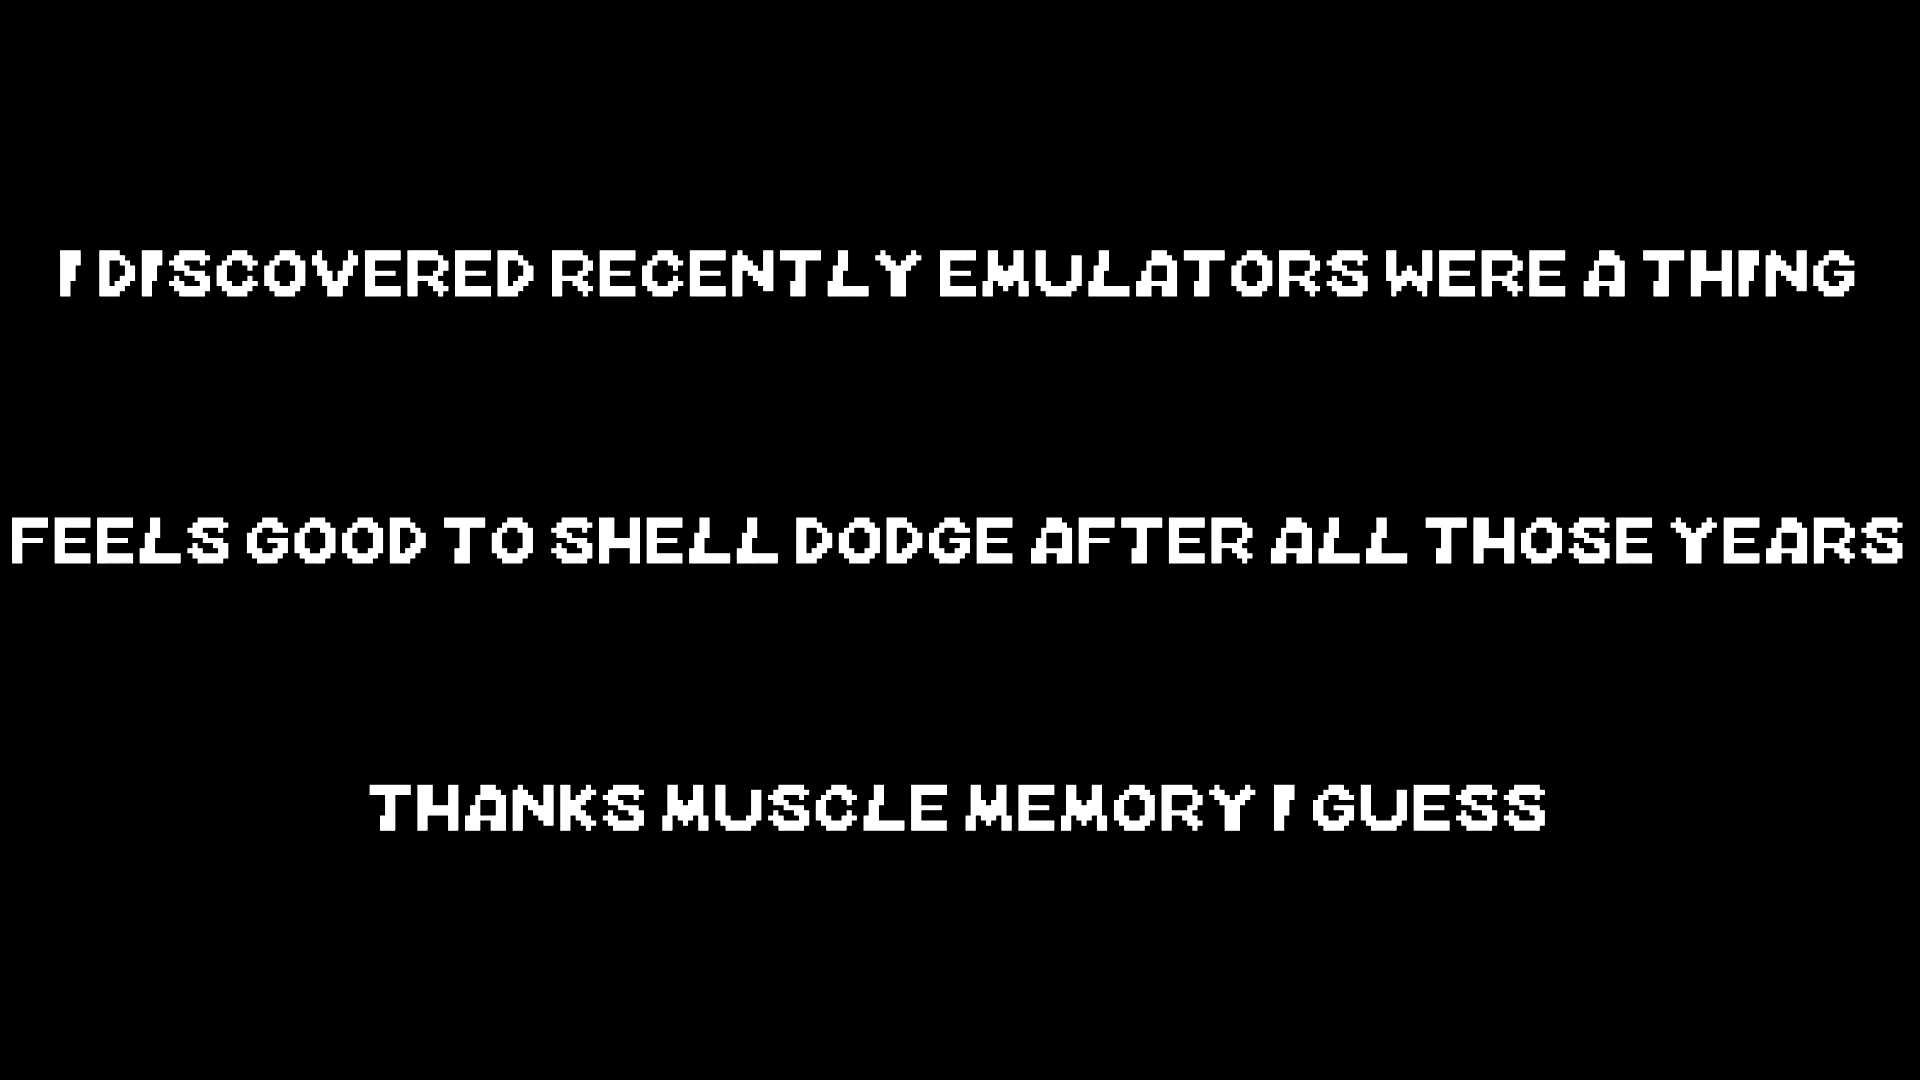 I DISCOVERED RECENTLY EMULATORS WERE A THING
FEELS GOOD TO SHELL DODGE AFTER ALL THOSE YEARS
THANKS MUSCLE MEMORY I GUESS